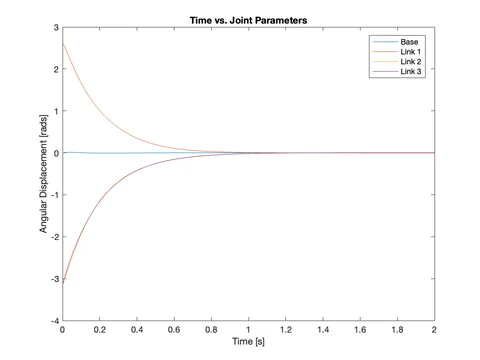 Time vs. Joint Parameters
Base
Link 1
Link 2
Link 3
Angular Displacement [rads]
3
2
1
0
-1
-2
-3
-4
0 0.2 0.4 0.6 0.8 1 1.2 1.4 1.6 1.8 2
Time [s]